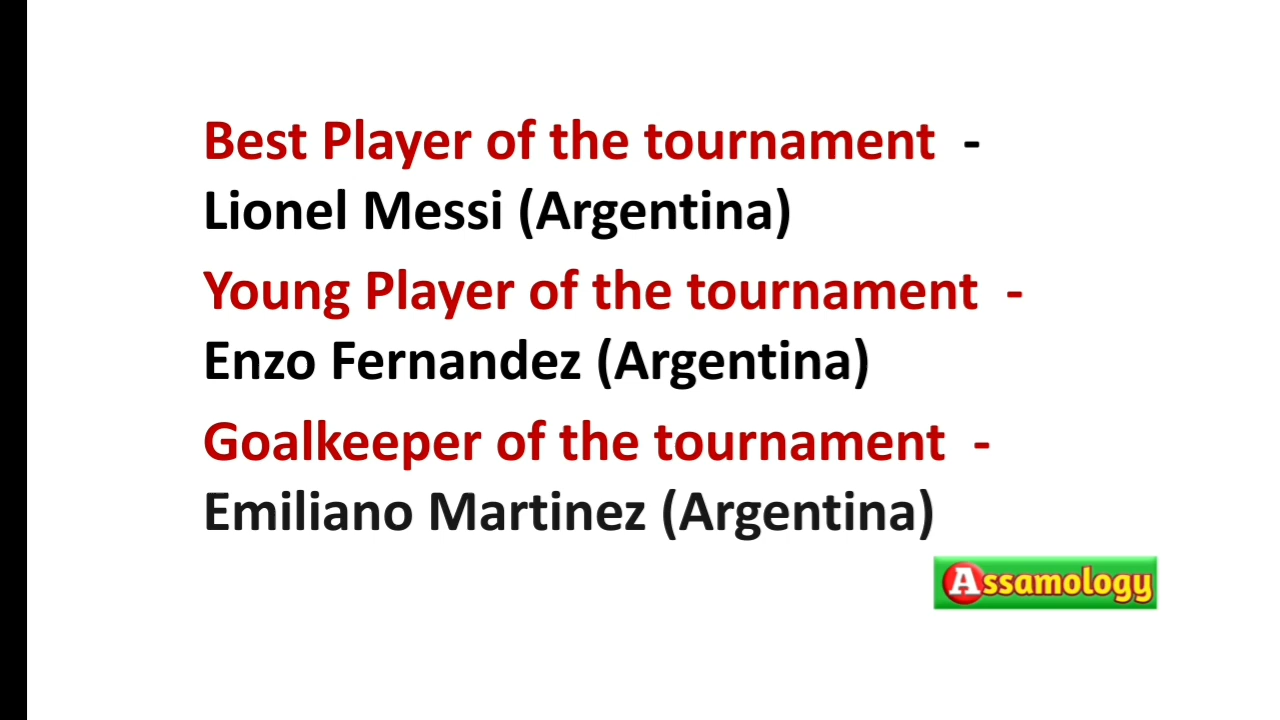 Best Player of the tournament  -
Lionel Messi (Argentina)
Young Player of the tournament  -
Enzo Fernandez (Argentina)
Goalkeeper of the tournament  -
Emiliano Martinez (Argentina)
Assamology